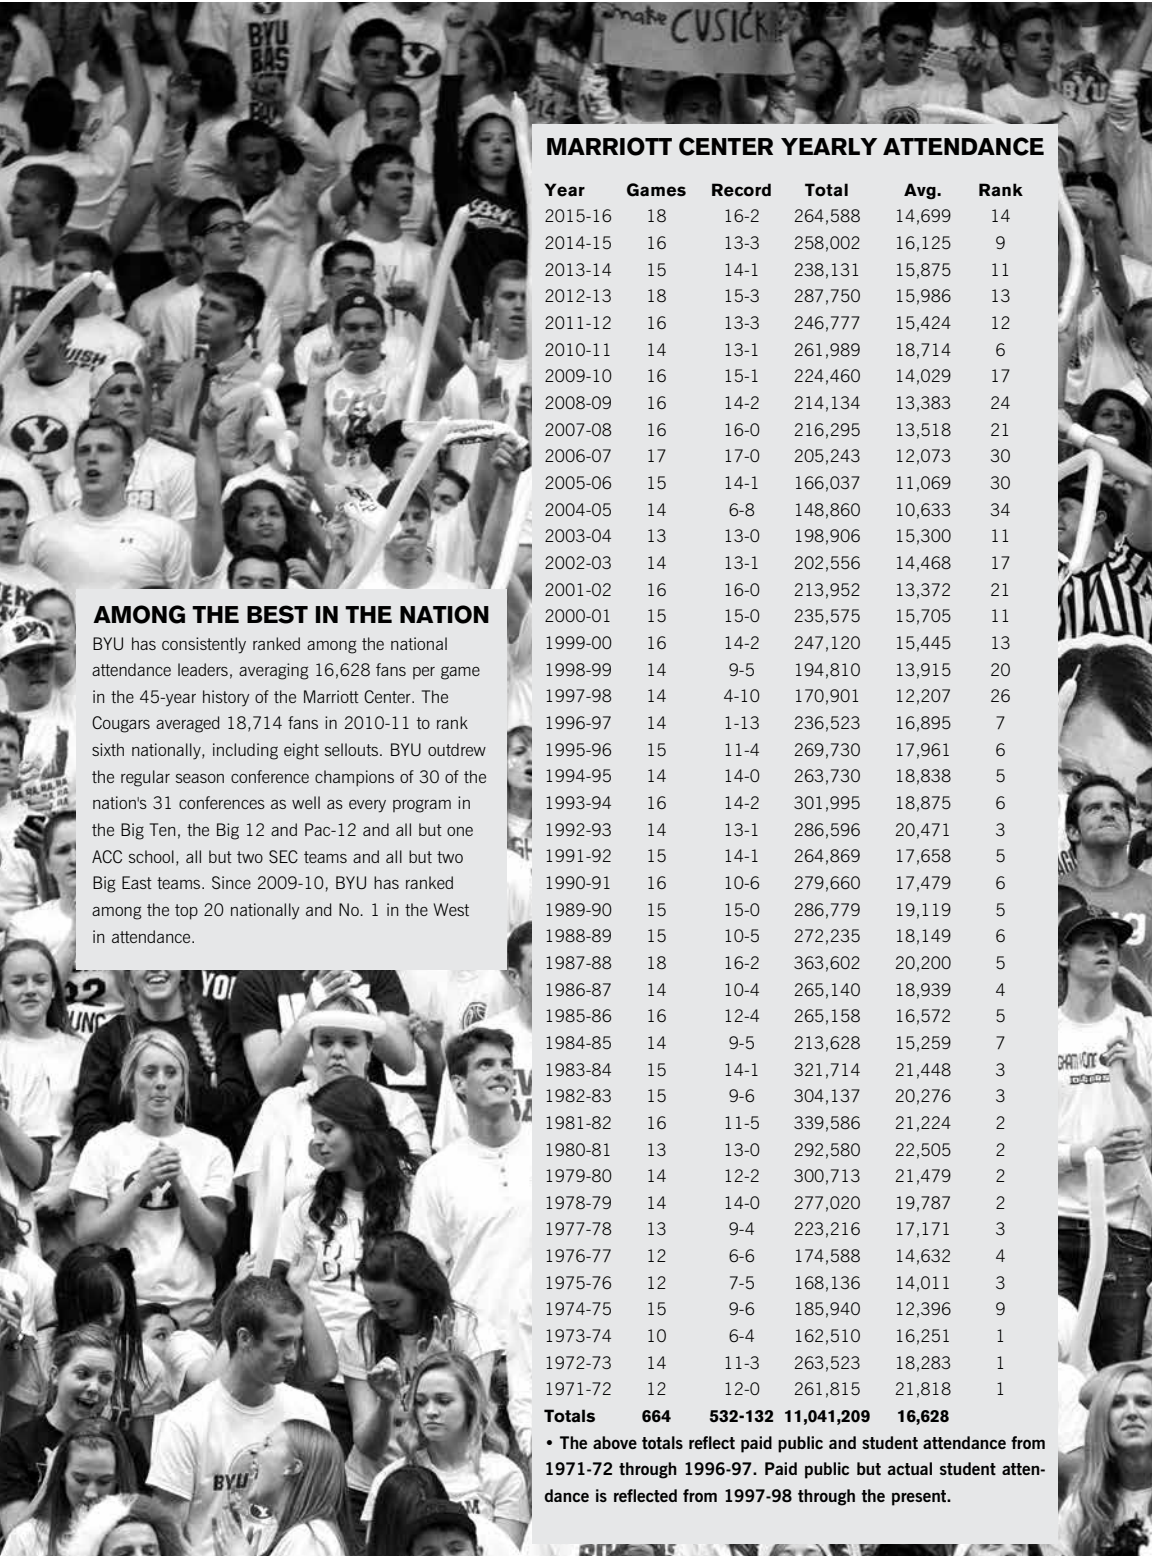 make CUSICK
BYU
BAS
MARRIOTT CENTER YEARLY ATTENDANCE
Year Games Record Total Avg. Rank
2015-16 18 16-2 264,588 14,699 14
2014-15 16 13-3 258,002 16,125 9
2013-14 15 14-1 238,131 15,875 11
2012-13 18 15-3 287,750 15,986 13
2011-12 16 13-3 246,777 15,424 12
2010-11 14 13-1 261,989 18,714 6
2009-10 16 15-1 224,460 14,029 17
2008-09 16 14-2 214,134 13,383 24
2007-08 16 16-0 216,295 13,518 21
2006-07 17 17-0 205,243 12,073 30
2005-06 15 14-1 166,037 11,069 30
2004-05 14 6-8 148,860 10,633 34
2003-04 13 13-0 198,906 15,300 11
2002-03 14 13-1 202,556 14,468 17
2001-02 16 16-0 213,952 13,372 21
2000-01 15 15-0 235,575 15,705 11
1999-00 16 14-2 247,120 15,445 13
1998-99 14 9-5 194,810 13,915 20
1997-98 14 4-10 170,901 12,207 26
1996-97 14 1-13 236,523 16,895 7
1995-96 15 11-4 269,730 17,961 6
1994-95 14 14-0 263,730 18,838 5
1993-94 16 14-2 301,995 18,875 6
1992-93 14 13-1 286,596 20,471 3
1991-92 15 14-1 264,869 17,658 5
1990-91 16 10-6 279,660 17,479 6
1989-90 15 15-0 286,779 19,119 5
1988-89 15 10-5 272,235 18,149 6
1987-88 18 16-2 363,602 20,200 5
1986-87 14 10-4 265,140 18,939 4
1985-86 16 12-4 265,158 16,572 5
1984-85 14 9-5 213,628 15,259 7
1983-84 15 14-1 321,714 21,448 3
1982-83 15 9-6 304,137 20,276 3
1981-82 16 11-5 339,586 21,224 2
1980-81 13 13-0 292,580 22,505 2
1979-80 14 12-2 300,713 21,479 2
1978-79 14 14-0 277,020 19,787 2
1977-78 13 9-4 223,216 17,171 3
1976-77 12 6-6 174,588 14,632 4
1975-76 12 7-5 168,136 14,011 3
1974-75 15 9-6 185,940 12,396 9
1973-74 10 6-4 162,510 16,251 1
1972-73 14 11-3 263,523 18,283 1
1971-72 12 12-0 261,815 21,818 1
Totals 664 532-132 11,041,209 16,628
• The above totals reflect paid public and student attendance from
1971-72 through 1996-97. Paid public but actual student atten-
dance is reflected from 1997-98 through the present.
AMONG THE BEST IN THE NATION
BYU has consistently ranked among the national
attendance leaders, averaging 16,628 fans per game
in the 45-year history of the Marriott Center. The
Cougars averaged 18,714 fans in 2010-11 to rank
sixth nationally, including eight sellouts. BYU outdrew
the regular season conference champions of 30 of the
nation's 31 conferences as well as every program in
the Big Ten, the Big 12 and Pac-12 and all but one
ACC school, all but two SEC teams and all but two
Big East teams. Since 2009-10, BYU has ranked
among the top 20 nationally and No. 1 in the West
in attendance.
BYU